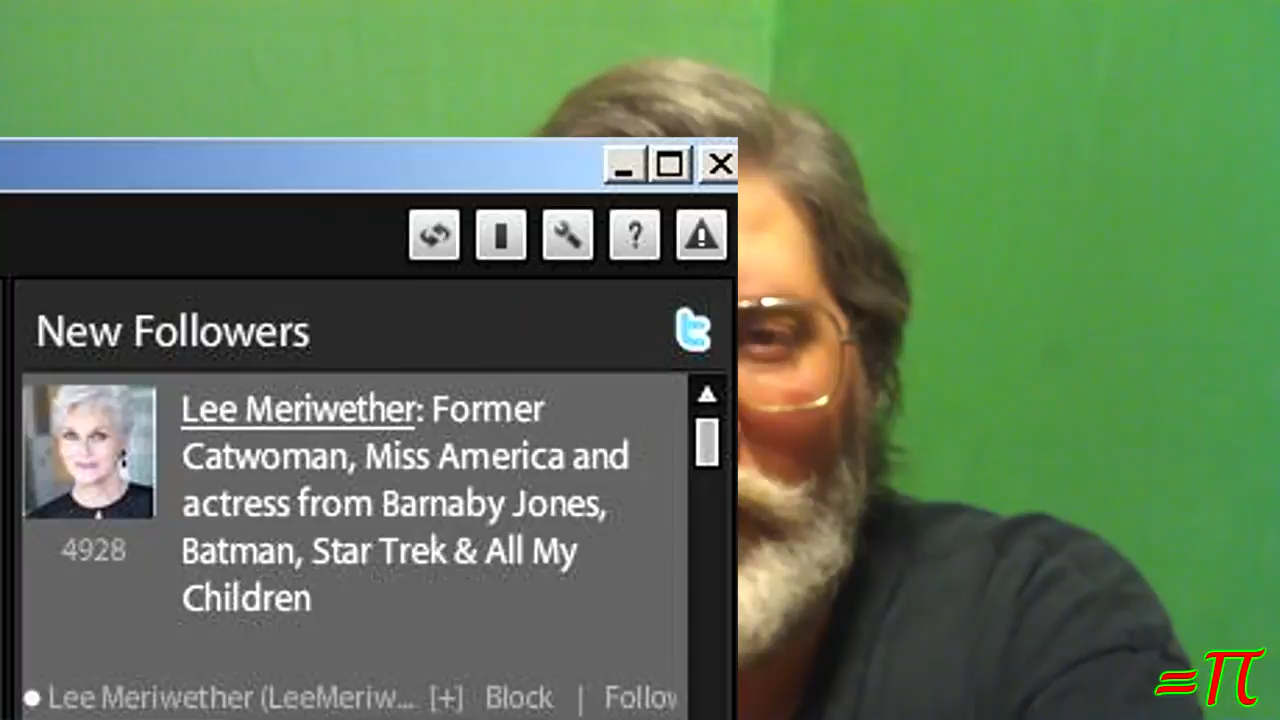 New Followers
Lee Meriwether: Former
Catwoman, Miss America and
actress from Barnaby Jones,
Batman, Star Trek & All My
Children
4928
Lee Meriwether (LeeMeriw... [+] Block | Follow
=π